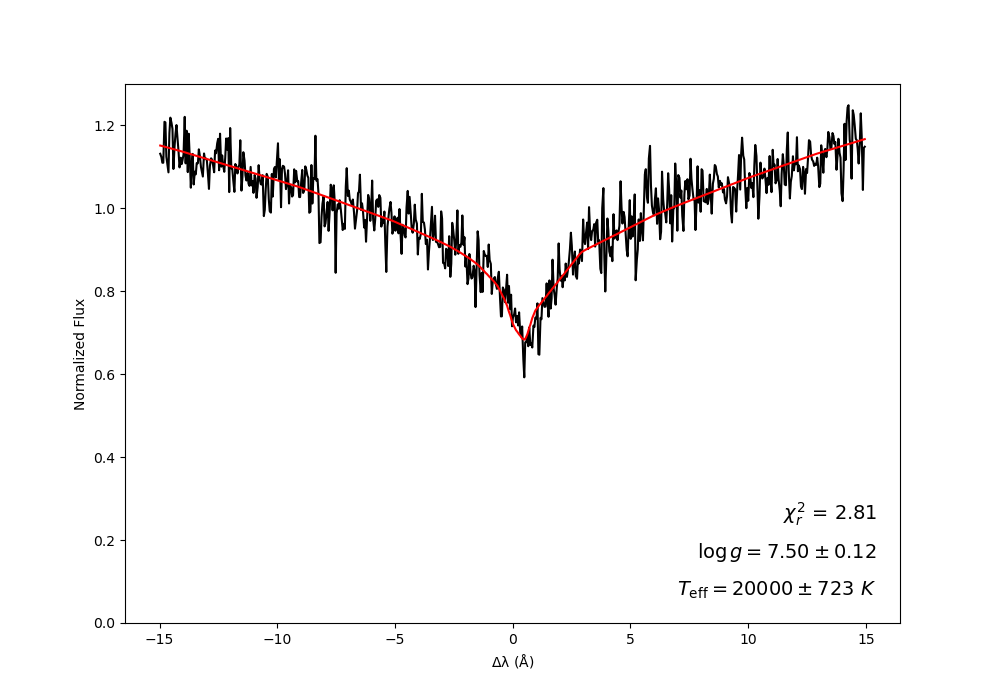 1.2
1.0
0.8
0.6
0.4
0.2
0.0
Normalized Flux
χ²ᵣ = 2.81
log g = 7.50 ± 0.12
T_eff = 20000 ± 723 K
−15 −10 −5 0 5 10 15
Δλ (Å)